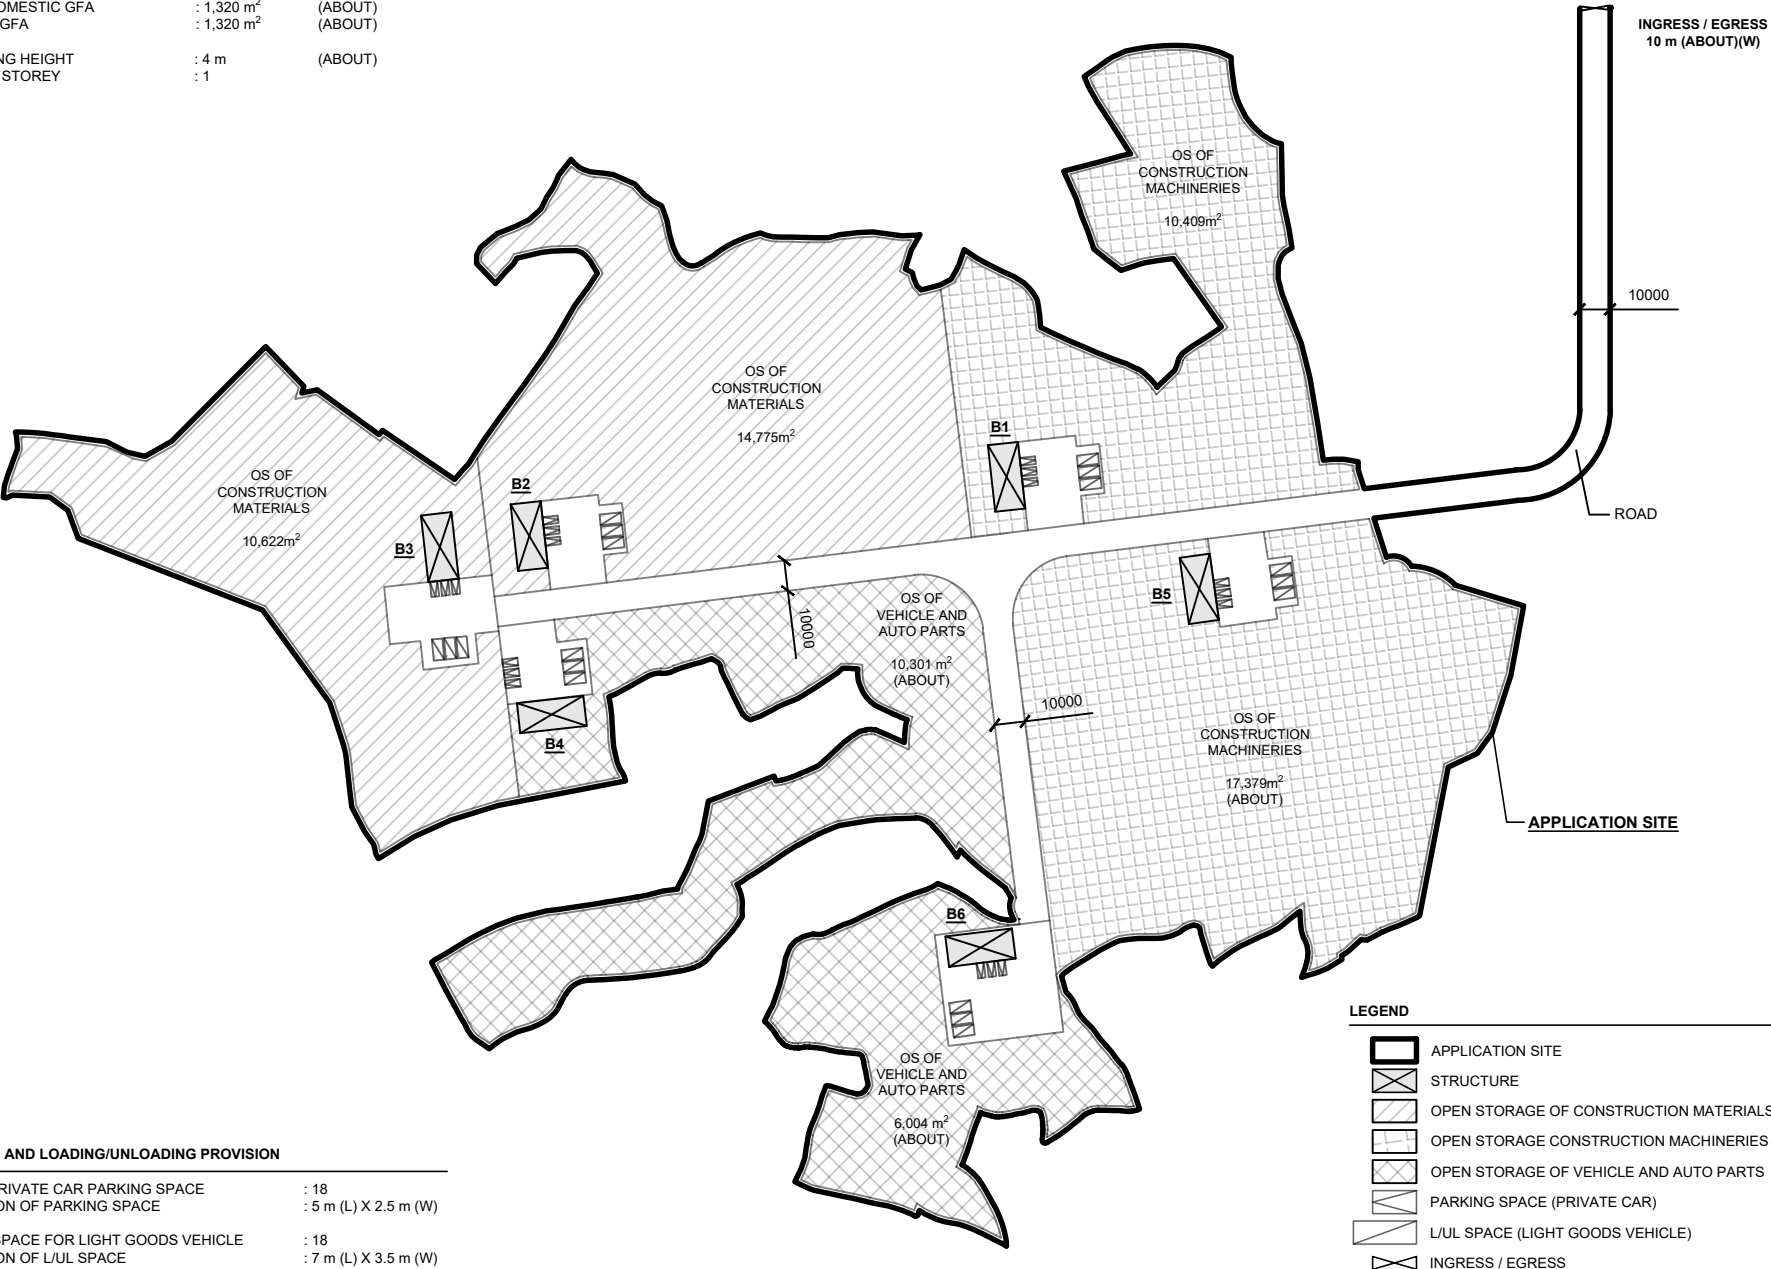 OMESTIC GFA : 1,320 m² (ABOUT)
GFA : 1,320 m² (ABOUT)
NG HEIGHT : 4 m (ABOUT)
STOREY : 1
INGRESS / EGRESS
10 m (ABOUT)(W)
OS OF
CONSTRUCTION
MACHINERIES
10,409m²
10000
OS OF
CONSTRUCTION
MATERIALS
14,775m²
B1
OS OF
CONSTRUCTION
MATERIALS
10,622m²
B2
B3
ROAD
B5
OS OF
VEHICLE AND
AUTO PARTS
10,301 m²
(ABOUT)
10000
10000
B4
OS OF
CONSTRUCTION
MACHINERIES
17,379m²
(ABOUT)
APPLICATION SITE
B6
OS OF
VEHICLE AND
AUTO PARTS
6,004 m²
(ABOUT)
LEGEND
APPLICATION SITE
STRUCTURE
OPEN STORAGE OF CONSTRUCTION MATERIALS
OPEN STORAGE CONSTRUCTION MACHINERIES
OPEN STORAGE OF VEHICLE AND AUTO PARTS
PARKING SPACE (PRIVATE CAR)
L/UL SPACE (LIGHT GOODS VEHICLE)
INGRESS / EGRESS
AND LOADING/UNLOADING PROVISION
RIVATE CAR PARKING SPACE : 18
ON OF PARKING SPACE : 5 m (L) X 2.5 m (W)
SPACE FOR LIGHT GOODS VEHICLE : 18
ON OF L/UL SPACE : 7 m (L) X 3.5 m (W)